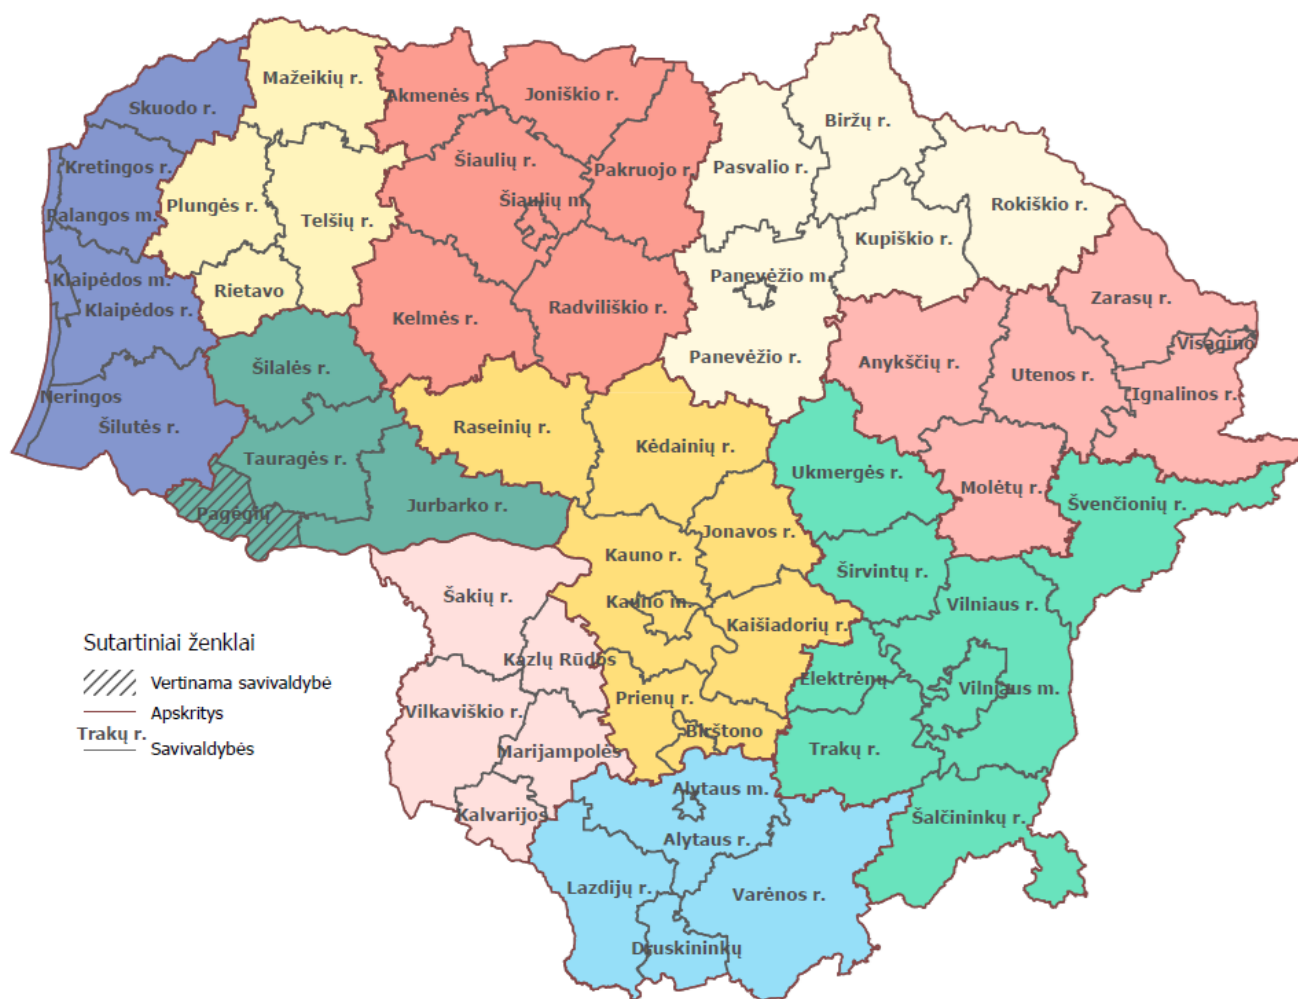 Mažeikių r.
Akmenės r.
Joniškio r.
Skuodo r.
Biržų r.
Kretingos r.
Šiaulių r.
Pakruojo r.
Pasvalio r.
Palangos m.
Plungės r.
Telšių r.
Šiaulių m.
Rokiškio r.
Kupiškio r.
Klaipėdos m.
Panevėžio m.
Rietavo
Klaipėdos r.
Radviliškio r.
Zarasų r.
Kelmės r.
Visagino
Panevėžio r.
Anykščių r.
Šilalės r.
Utenos r.
Neringos
Ignalinos r.
Šilutės r.
Raseinių r.
Kėdainių r.
Tauragės r.
Ukmergės r.
Molėtų r.
Jurbarko r.
Švenčionių r.
Pagėgių
Jonavos r.
Kauno r.
Širvintų r.
Šakių r.
Kauno m.
Vilniaus r.
Kaišiadorių r.
Kazlų Rūdos
Elektrėnų
Vilniaus m.
Prienų r.
Vilkaviškio r.
Birštono
Marijampolės
Trakų r.
Alytaus m.
Kalvarijos
Šalčininkų r.
Alytaus r.
Lazdijų r.
Varėnos r.
Druskininkų
Sutartiniai ženklai
Vertinama savivaldybė
Apskritys
Trakų r.
Savivaldybės